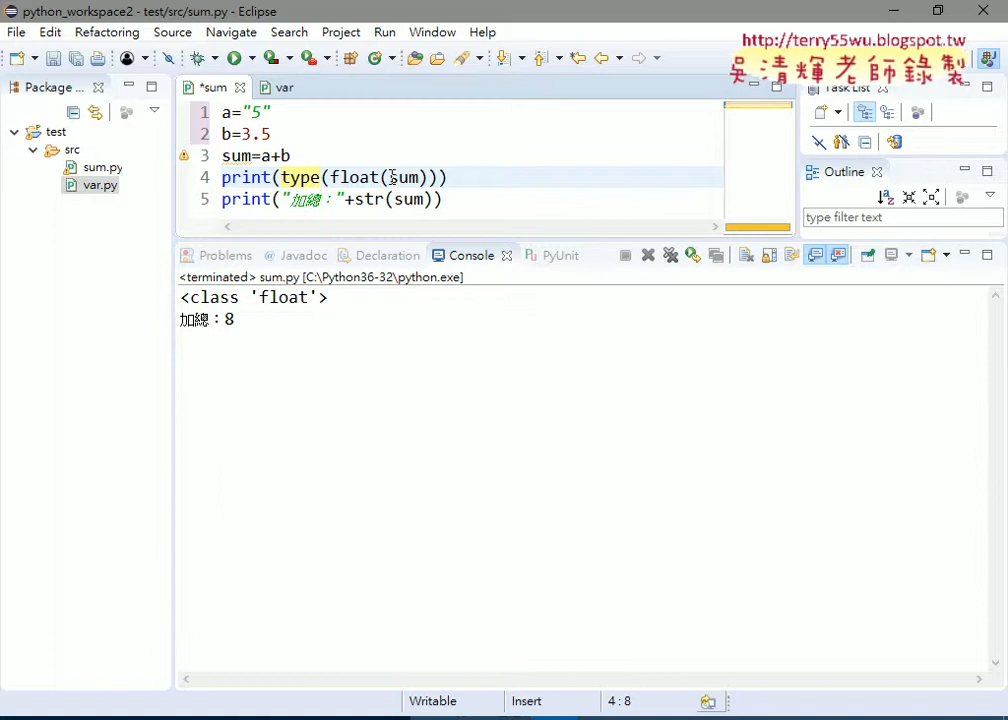 python_workspace2 - test/src/sum.py - Eclipse
File Edit Refactoring Source Navigate Search Project Run Window Help
http://terry55wu.blogspot.tw
吳清輝老師錄製
Package ...
*sum
var
Task List
test
src
sum.py
var.py
1 a="5"
2 b=3.5
3 sum=a+b
4 print(type(float(sum)))
5 print("加總："+str(sum))
Outline
type filter text
Problems Javadoc Declaration Console PyUnit
<terminated> sum.py [C:\Python36-32\python.exe]
<class 'float'>
加總：8
Writable Insert 4 : 8